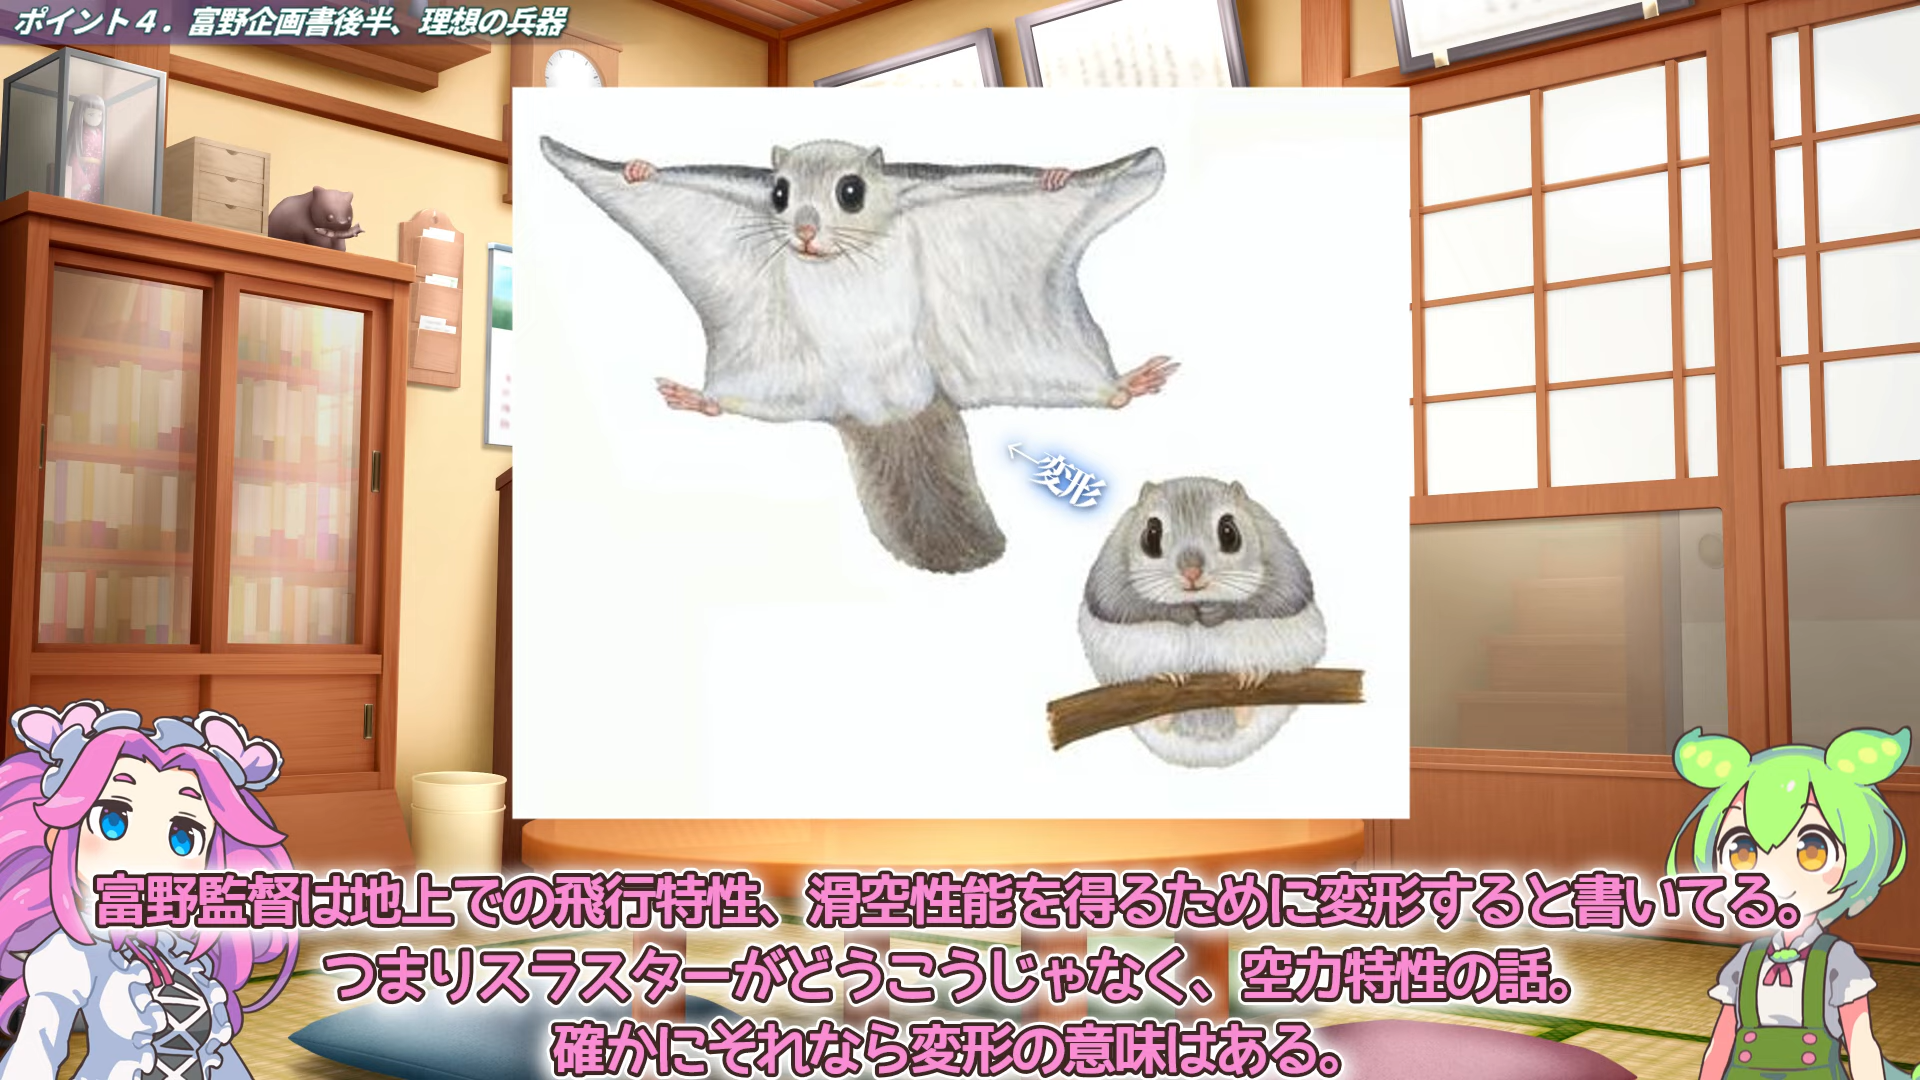 ポイント４．富野企画書後半、理想の兵器
←変形
富野監督は地上での飛行特性、滑空性能を得るために変形すると書いてる。
つまりスラスターがどうこうじゃなく、空力特性の話。
確かにそれなら変形の意味はある。